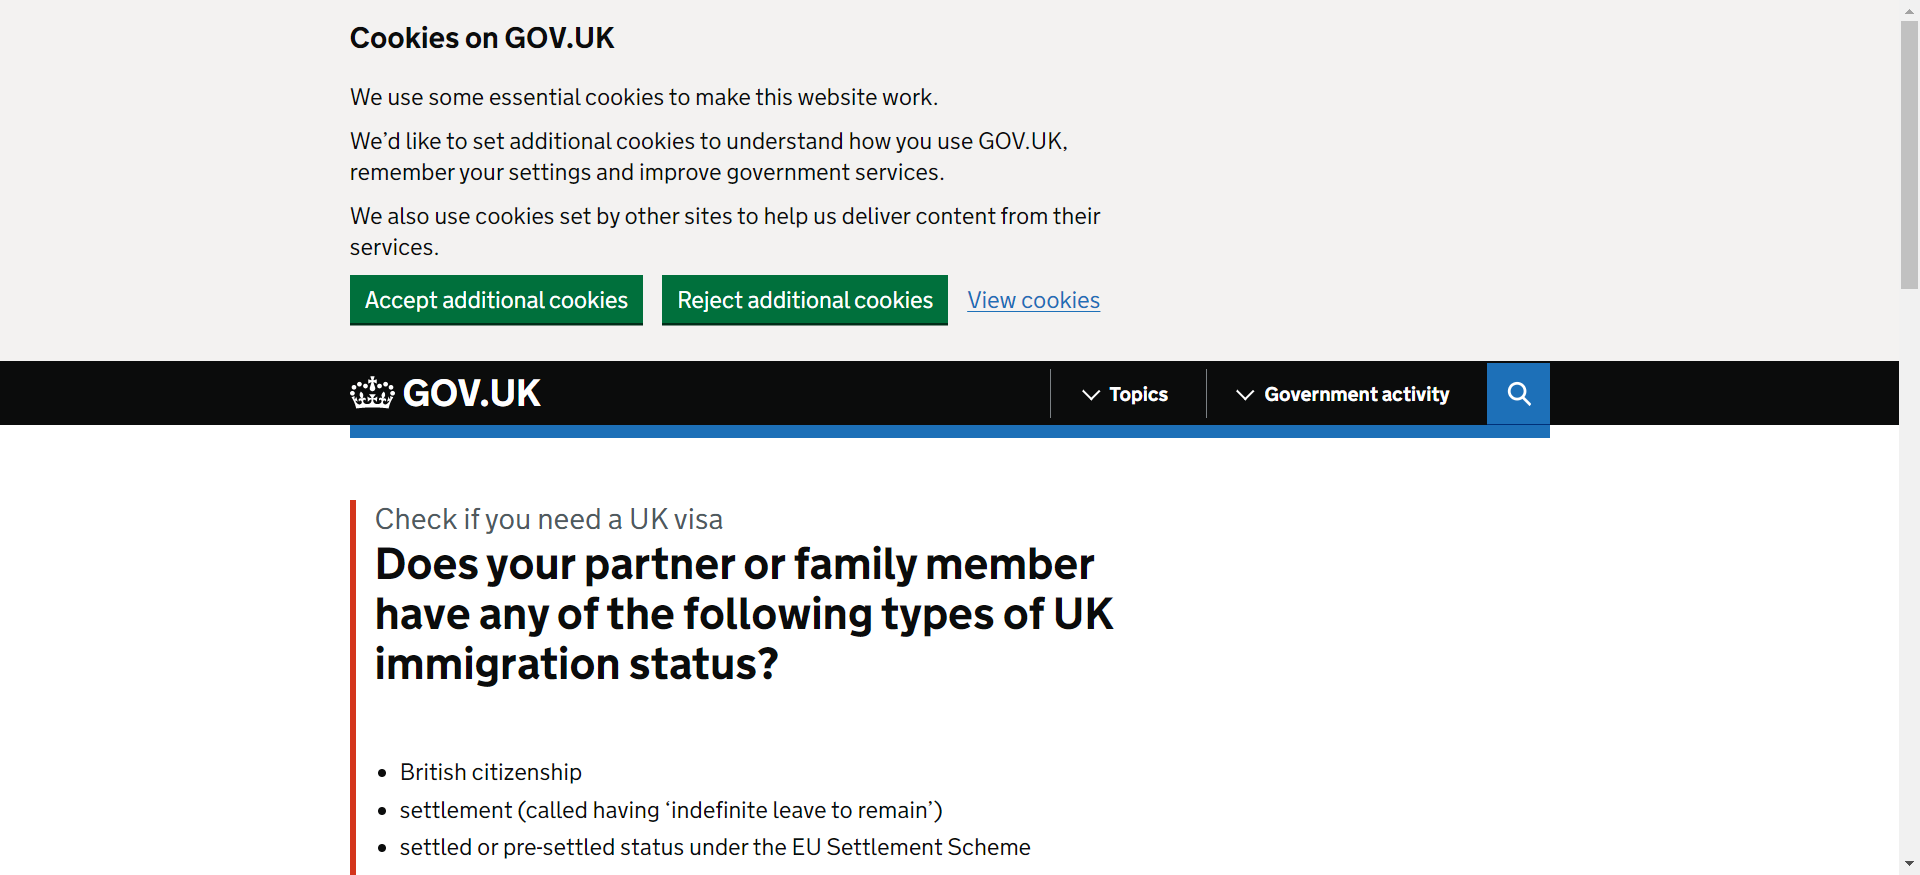 Cookies on GOV.UK
We use some essential cookies to make this website work.
We’d like to set additional cookies to understand how you use GOV.UK,
remember your settings and improve government services.
We also use cookies set by other sites to help us deliver content from their
services.
Accept additional cookies
Reject additional cookies
View cookies
GOV.UK
Topics
Government activity
Check if you need a UK visa
Does your partner or family member
have any of the following types of UK
immigration status?
• British citizenship
• settlement (called having ‘indefinite leave to remain’)
• settled or pre-settled status under the EU Settlement Scheme